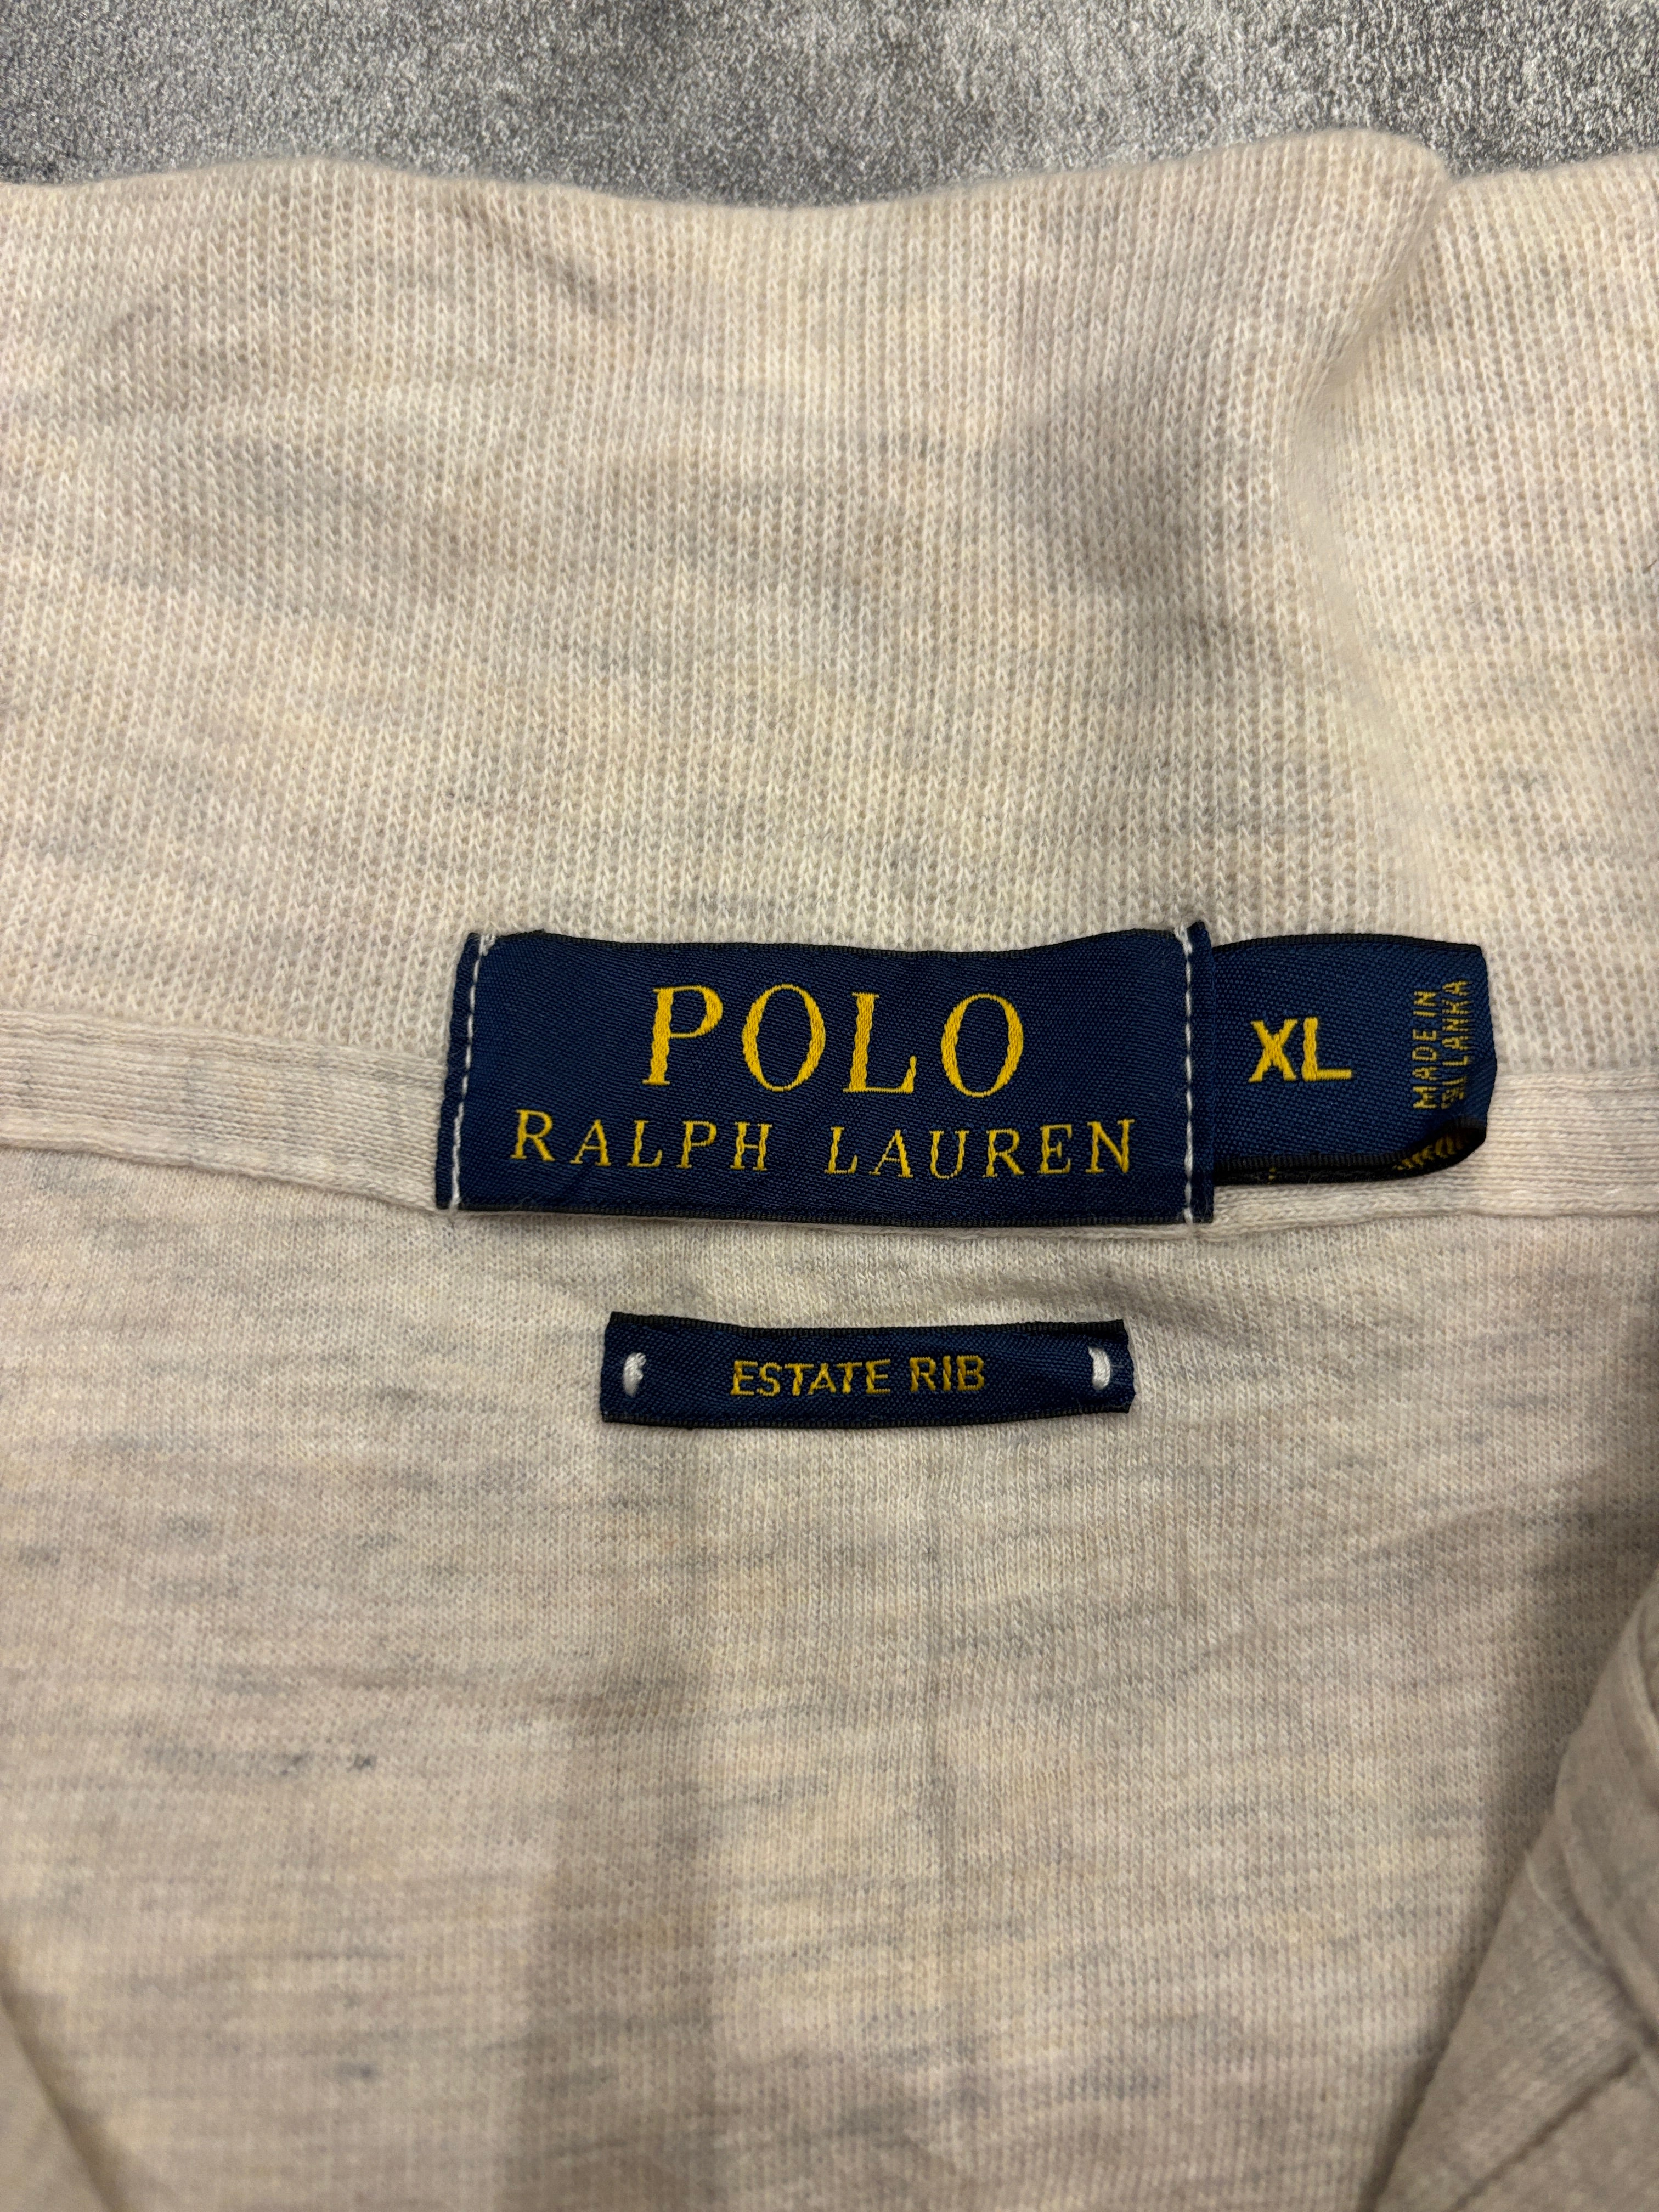 POLO
RALPH LAUREN
XL
MADE IN
SRI LANKA
ESTATE RIB